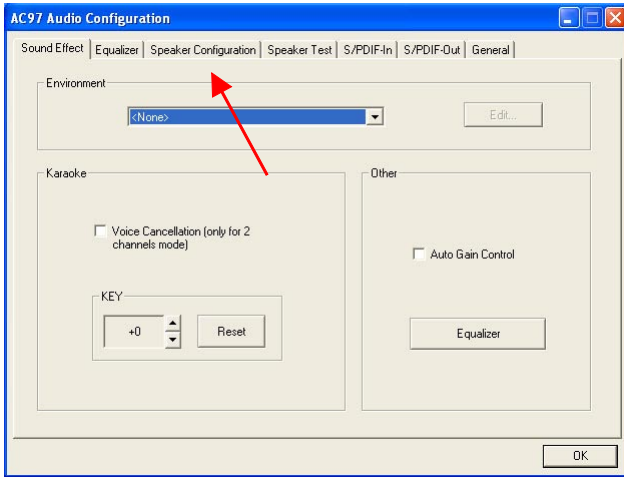 AC97 Audio Configuration
Sound Effect Equalizer Speaker Configuration Speaker Test S/PDIF-In S/PDIF-Out General
Environment
<None>
Edit...
Karaoke
Voice Cancellation (only for 2
channels mode)
KEY
+0
Reset
Other
Auto Gain Control
Equalizer
OK